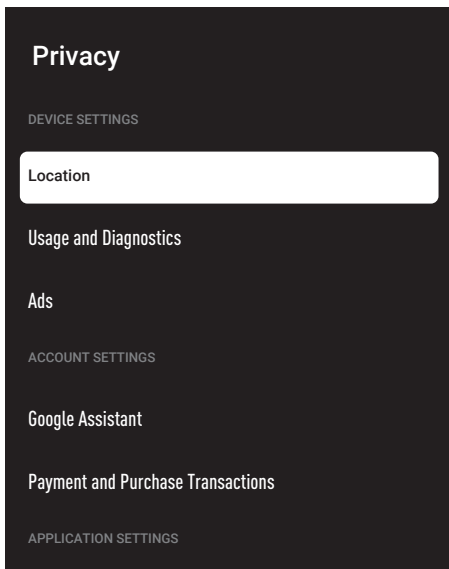 Privacy
DEVICE SETTINGS
Location
Usage and Diagnostics
Ads
ACCOUNT SETTINGS
Google Assistant
Payment and Purchase Transactions
APPLICATION SETTINGS